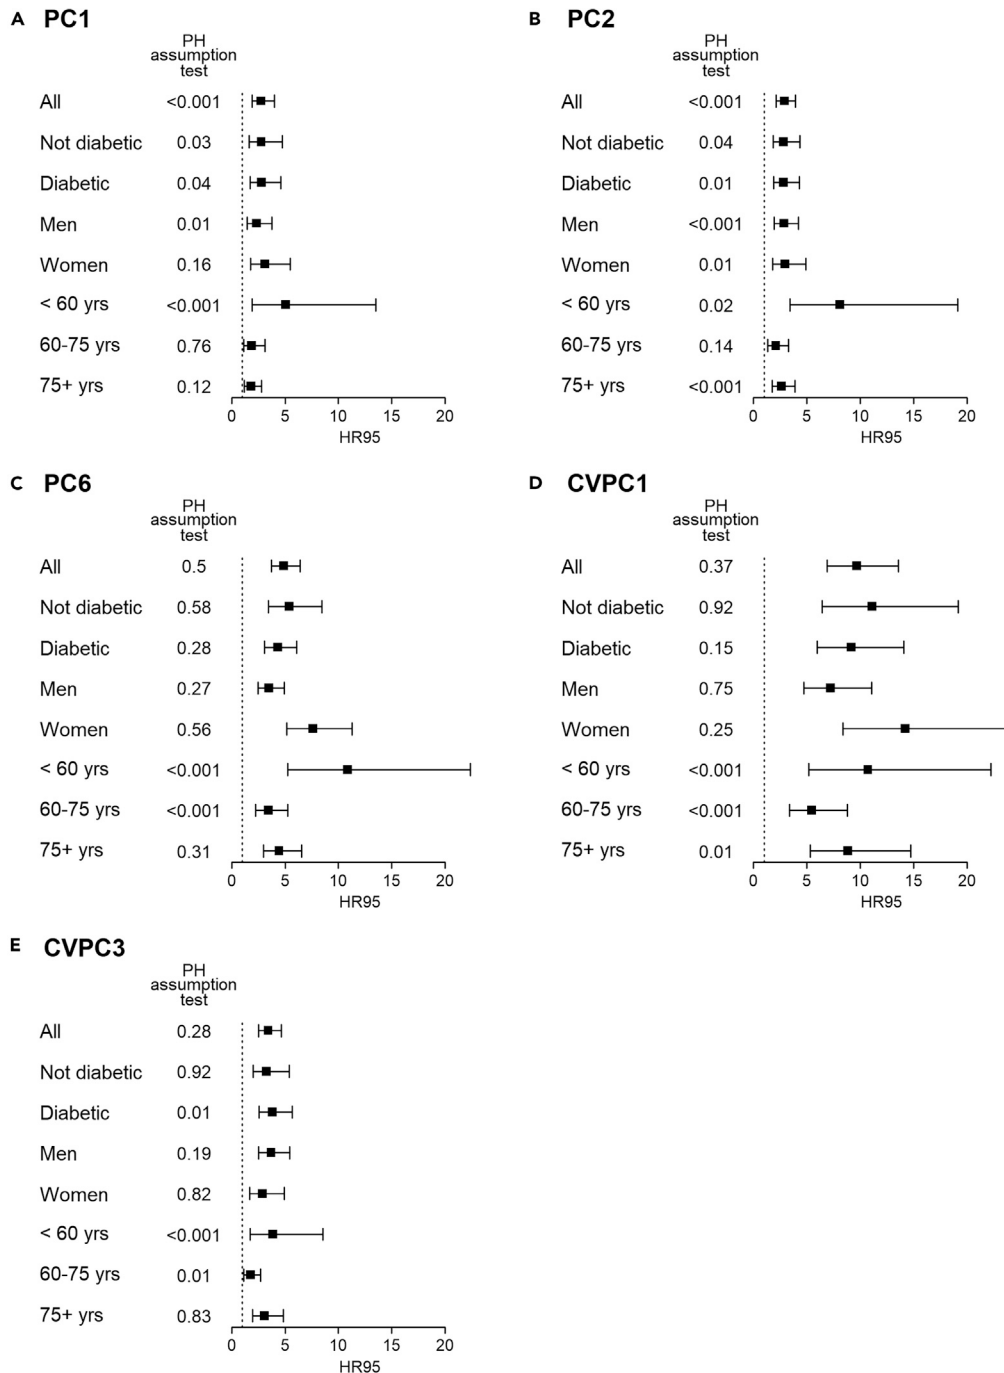 A PC1
PH
assumption
test
All <0.001
Not diabetic 0.03
Diabetic 0.04
Men 0.01
Women 0.16
< 60 yrs <0.001
60-75 yrs 0.76
75+ yrs 0.12
0 5 10 15 20
HR95
B PC2
PH
assumption
test
All <0.001
Not diabetic 0.04
Diabetic 0.01
Men <0.001
Women 0.01
< 60 yrs 0.02
60-75 yrs 0.14
75+ yrs <0.001
0 5 10 15 20
HR95
C PC6
PH
assumption
test
All 0.5
Not diabetic 0.58
Diabetic 0.28
Men 0.27
Women 0.56
< 60 yrs <0.001
60-75 yrs <0.001
75+ yrs 0.31
0 5 10 15 20
HR95
D CVPC1
PH
assumption
test
All 0.37
Not diabetic 0.92
Diabetic 0.15
Men 0.75
Women 0.25
< 60 yrs <0.001
60-75 yrs <0.001
75+ yrs 0.01
0 5 10 15 20
HR95
E CVPC3
PH
assumption
test
All 0.28
Not diabetic 0.92
Diabetic 0.01
Men 0.19
Women 0.82
< 60 yrs <0.001
60-75 yrs 0.01
75+ yrs 0.83
0 5 10 15 20
HR95